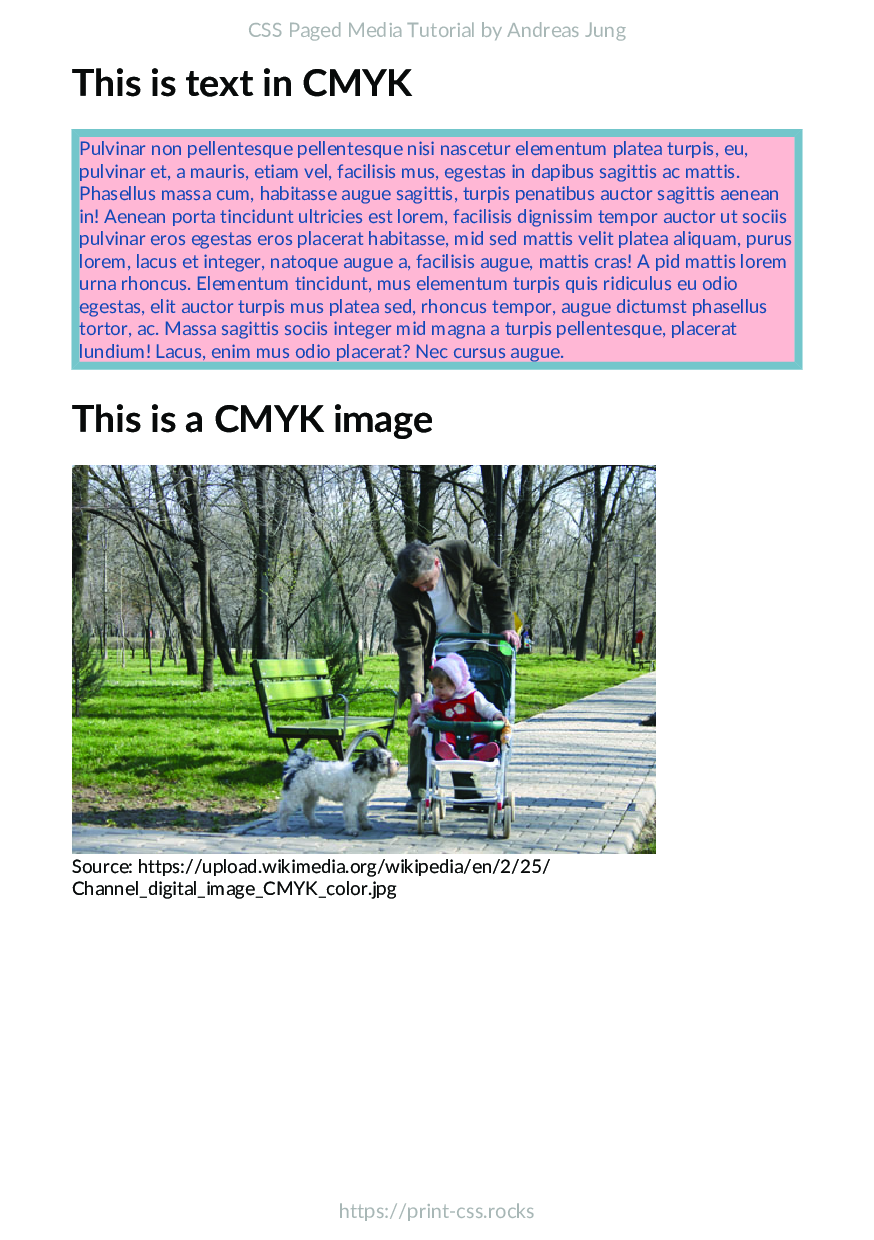 CSS Paged Media Tutorial by Andreas Jung
This is text in CMYK
Pulvinar non pellentesque pellentesque nisi nascetur elementum platea turpis, eu,
pulvinar et, a mauris, etiam vel, facilisis mus, egestas in dapibus sagittis ac mattis.
Phasellus massa cum, habitasse augue sagittis, turpis penatibus auctor sagittis aenean
in! Aenean porta tincidunt ultricies est lorem, facilisis dignissim tempor auctor ut sociis
pulvinar eros egestas eros placerat habitasse, mid sed mattis velit platea aliquam, purus
lorem, lacus et integer, natoque augue a, facilisis augue, mattis cras! A pid mattis lorem
urna rhoncus. Elementum tincidunt, mus elementum turpis quis ridiculus eu odio
egestas, elit auctor turpis mus platea sed, rhoncus tempor, augue dictumst phasellus
tortor, ac. Massa sagittis sociis integer mid magna a turpis pellentesque, placerat
lundium! Lacus, enim mus odio placerat? Nec cursus augue.
This is a CMYK image
Source: https://upload.wikimedia.org/wikipedia/en/2/25/
Channel_digital_image_CMYK_color.jpg
https://print-css.rocks